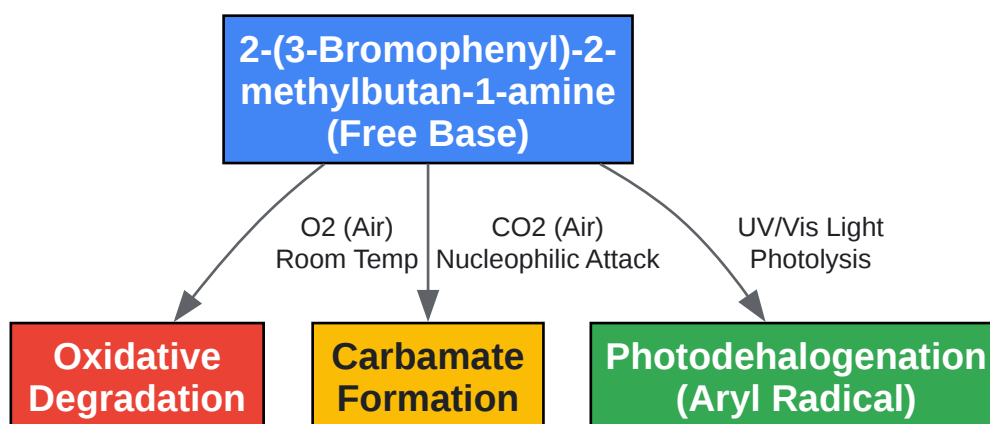 2-(3-Bromophenyl)-2-
methylbutan-1-amine
(Free Base)
O2 (Air)
Room Temp
CO2 (Air)
Nucleophilic Attack
UV/Vis Light
Photolysis
Oxidative
Degradation
Carbamate
Formation
Photodehalogenation
(Aryl Radical)